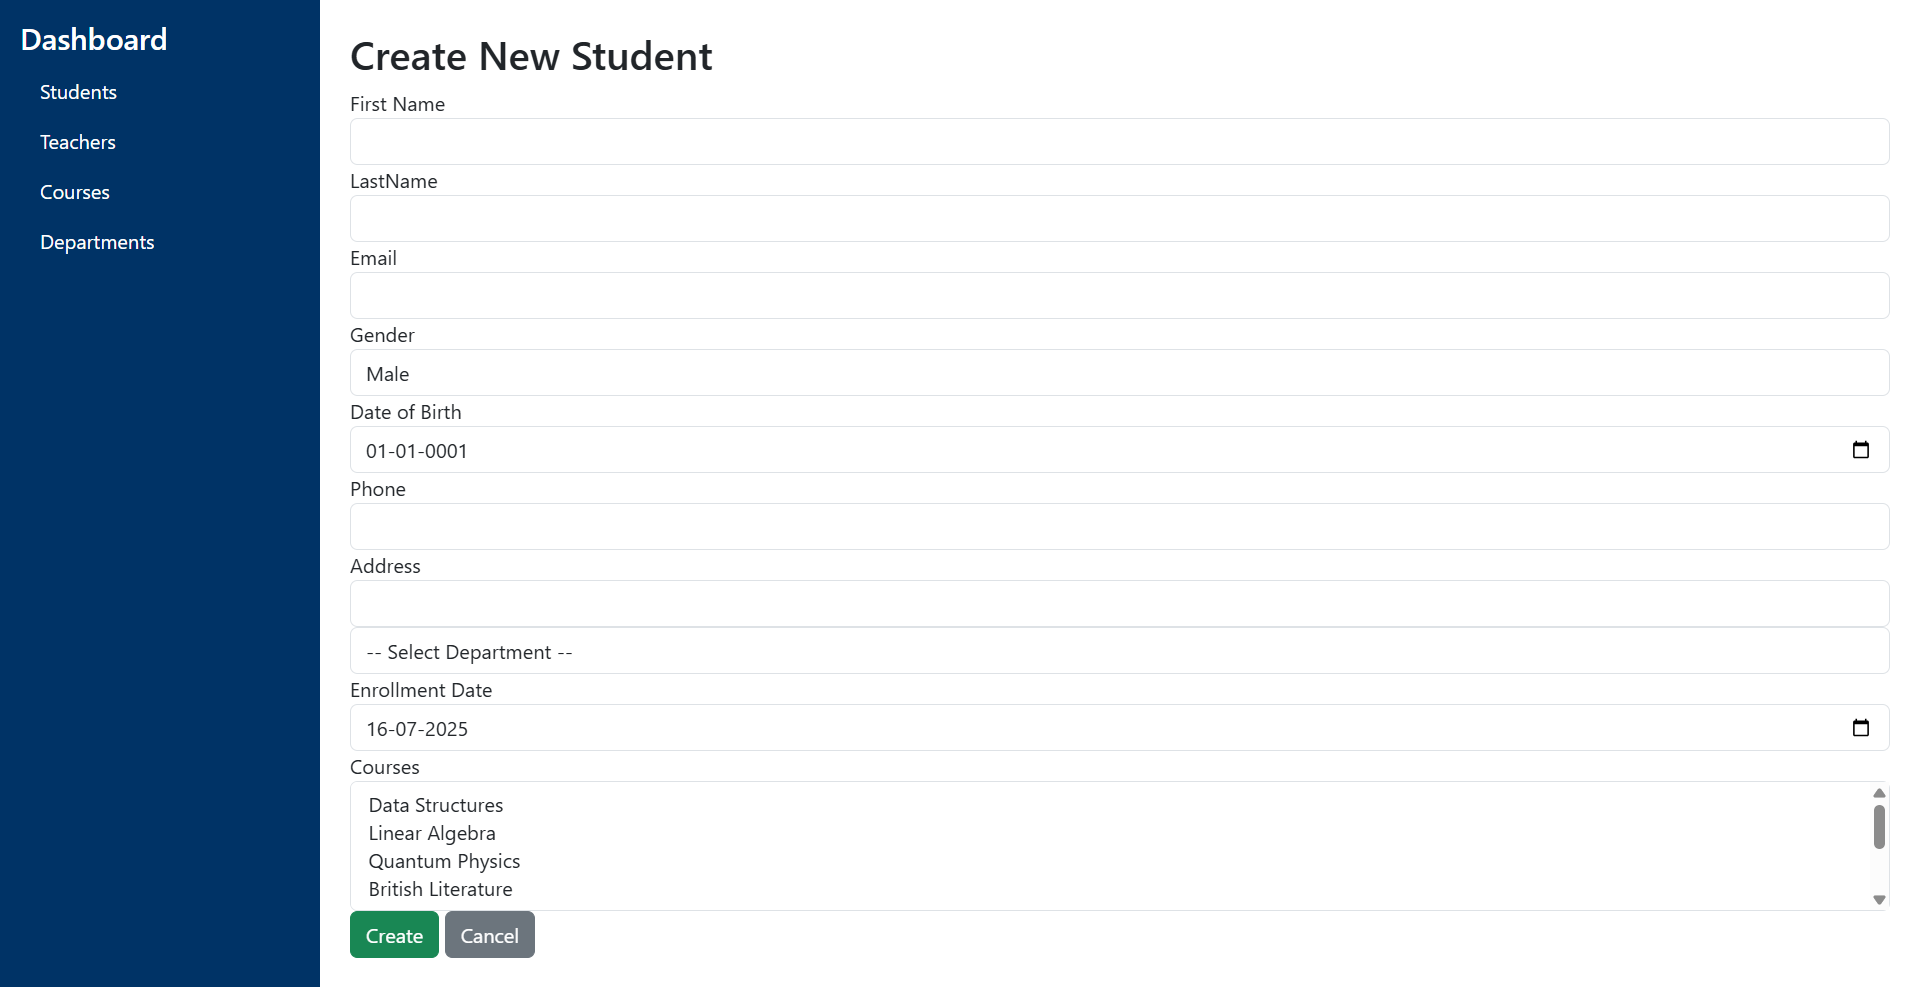 Dashboard
Students
Teachers
Courses
Departments
Create New Student
First Name
LastName
Email
Gender
Male
Date of Birth
01-01-0001
Phone
Address
-- Select Department --
Enrollment Date
16-07-2025
Courses
Data Structures
Linear Algebra
Quantum Physics
British Literature
Create Cancel